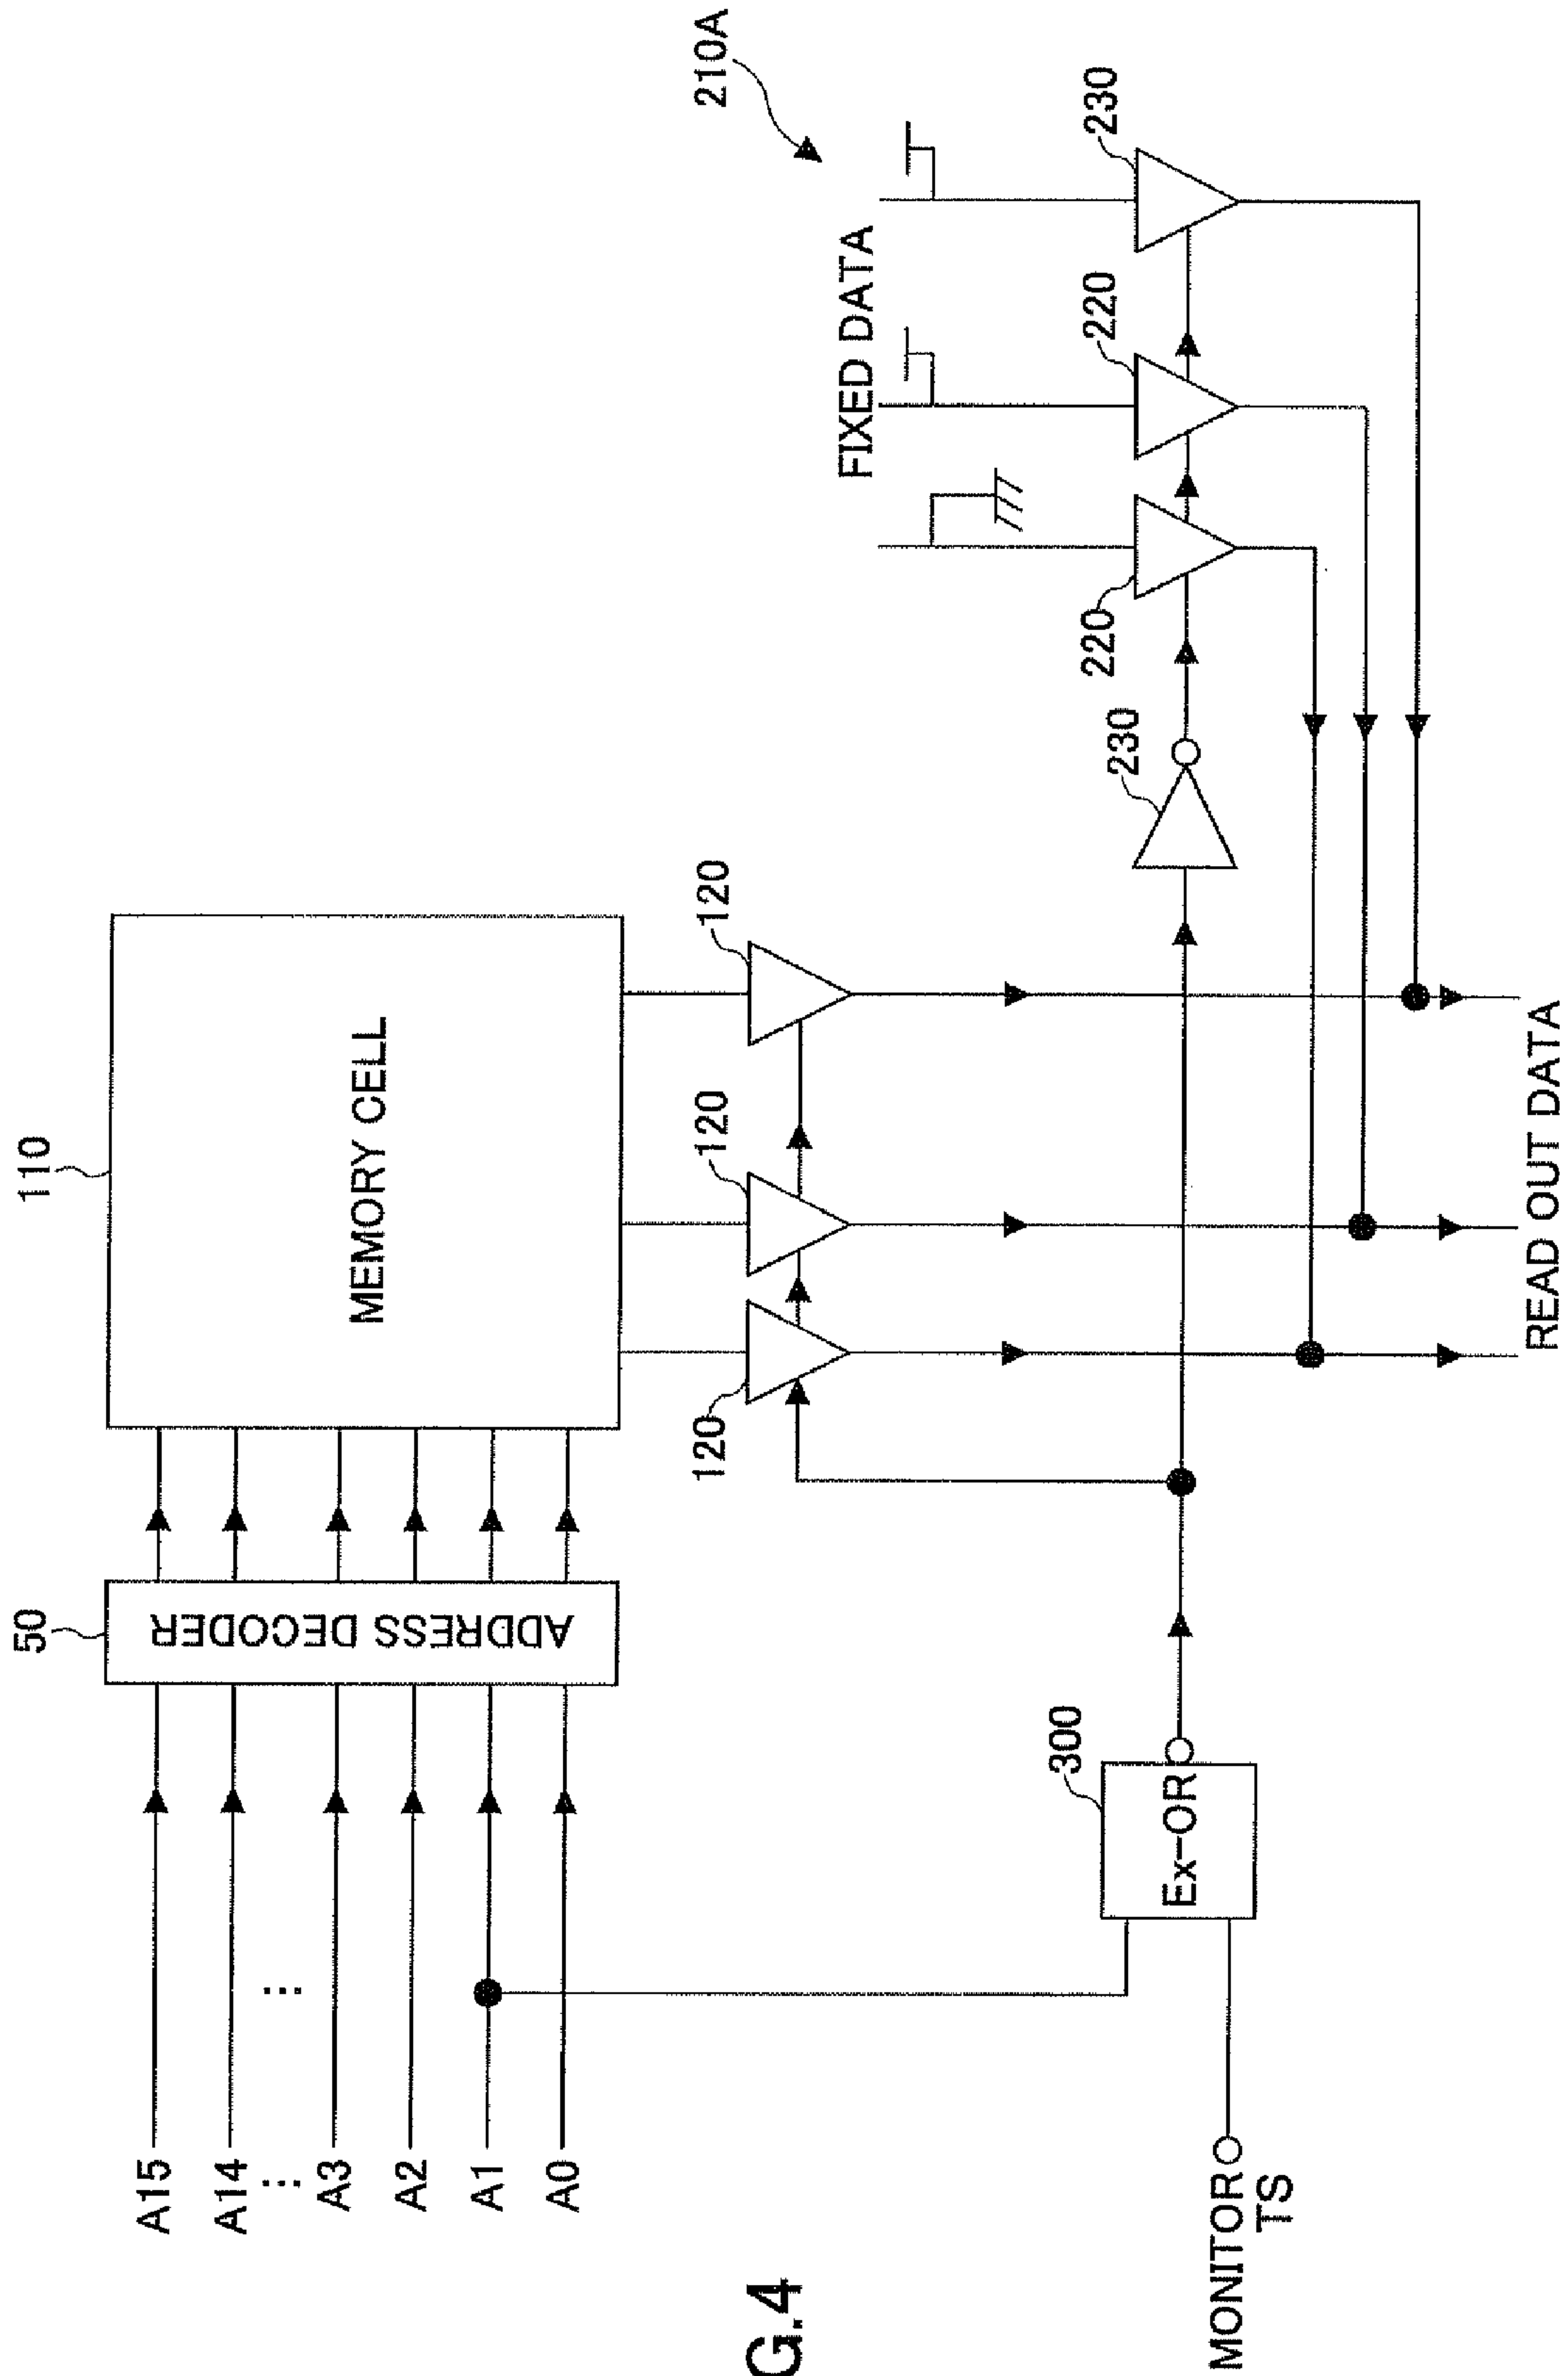 110
50
A15
A14
...
A3
A2
A1
A0
...
ADDRESS DECODER
MEMORY CELL
120
120
120
210A
FIXED DATA
220
220
230
230
300
Ex-OR
MONITOR
TS
READ OUT DATA
G.4